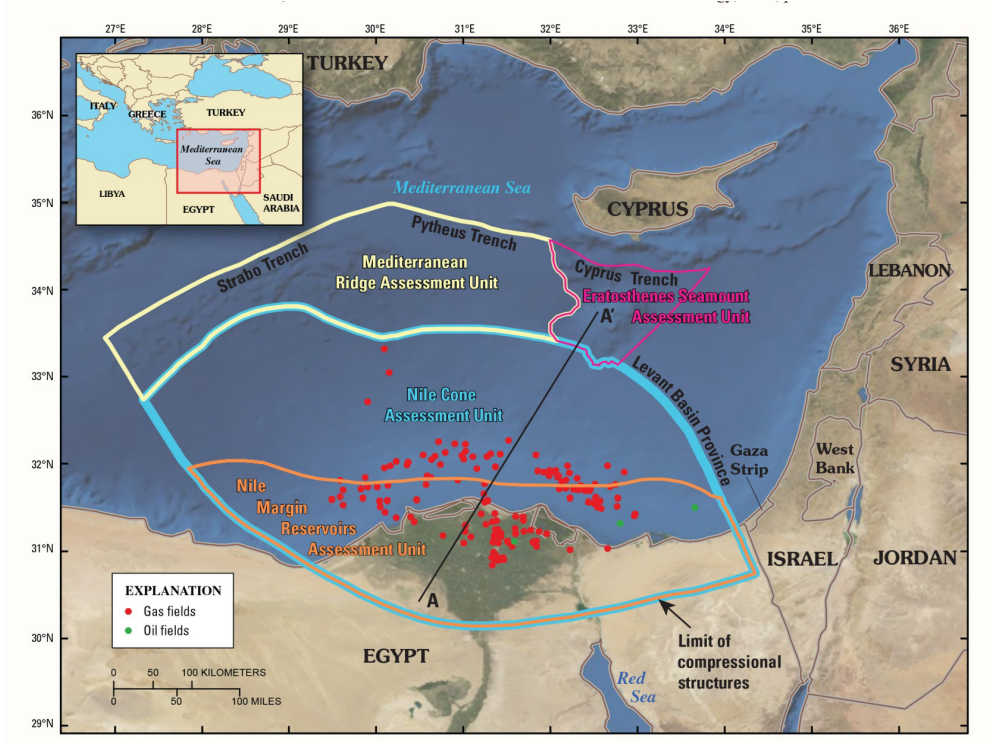 27°E 28°E 29°E 30°E 31°E 32°E 33°E 34°E 35°E 36°E
36°N
35°N
34°N
33°N
32°N
31°N
30°N
29°N
ITALY
GREECE
TURKEY
Mediterranean
Sea
LIBYA
EGYPT
SAUDI
ARABIA
TURKEY
Mediterranean Sea
CYPRUS
LEBANON
SYRIA
Strabo Trench
Pytheus Trench
Cyprus Trench
Mediterranean
Ridge Assessment Unit
Eratosthenes Seamount
Assessment Unit
A'
Levant Basin Province
Nile Cone
Assessment Unit
Gaza
Strip
West
Bank
Nile
Margin
Reservoirs
Assessment Unit
ISRAEL
JORDAN
A
EXPLANATION
Gas fields
Oil fields
0 50 100 KILOMETERS
0 50 100 MILES
EGYPT
Red
Sea
Limit of
compressional
structures